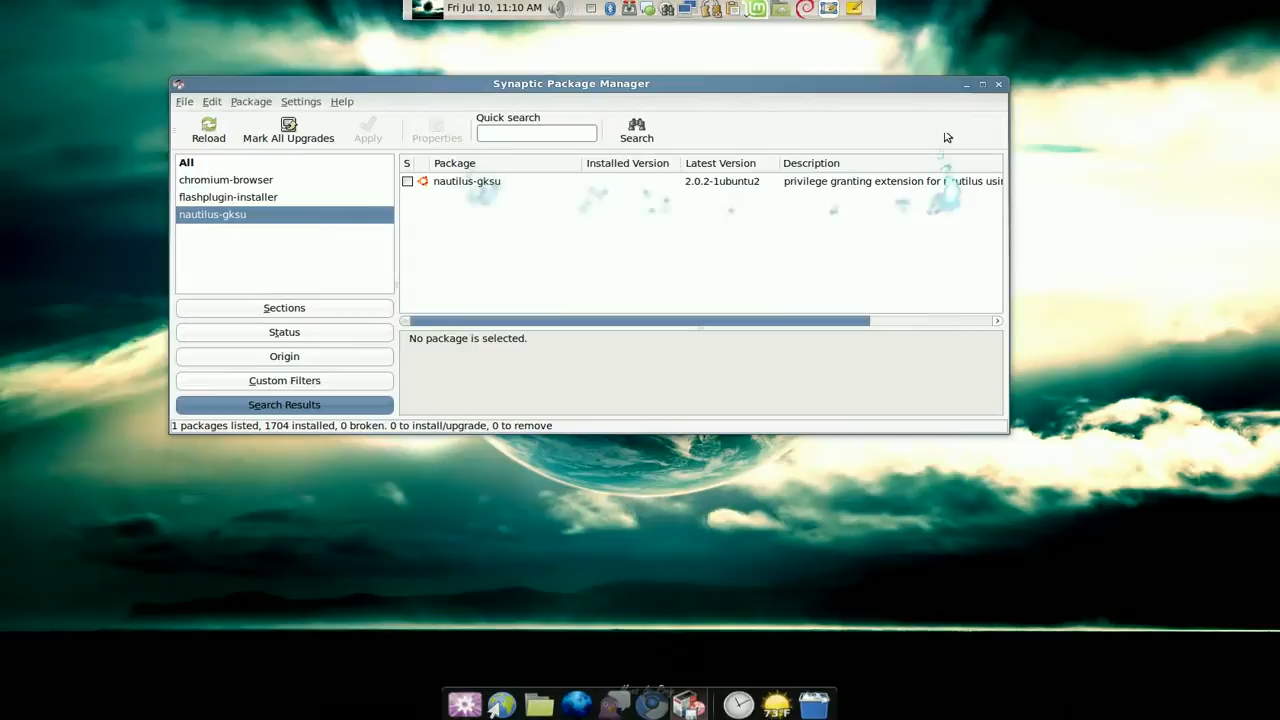 Fri Jul 10, 11:10 AM
Synaptic Package Manager
File Edit Package Settings Help
Reload
Mark All Upgrades
Apply
Properties
Quick search
Search
All
chromium-browser
flashplugin-installer
nautilus-gksu
S Package Installed Version Latest Version Description
nautilus-gksu 2.0.2-1ubuntu2 privilege granting extension for nautilus usin
No package is selected.
Sections
Status
Origin
Custom Filters
Search Results
1 packages listed, 1704 installed, 0 broken. 0 to install/upgrade, 0 to remove
73°F